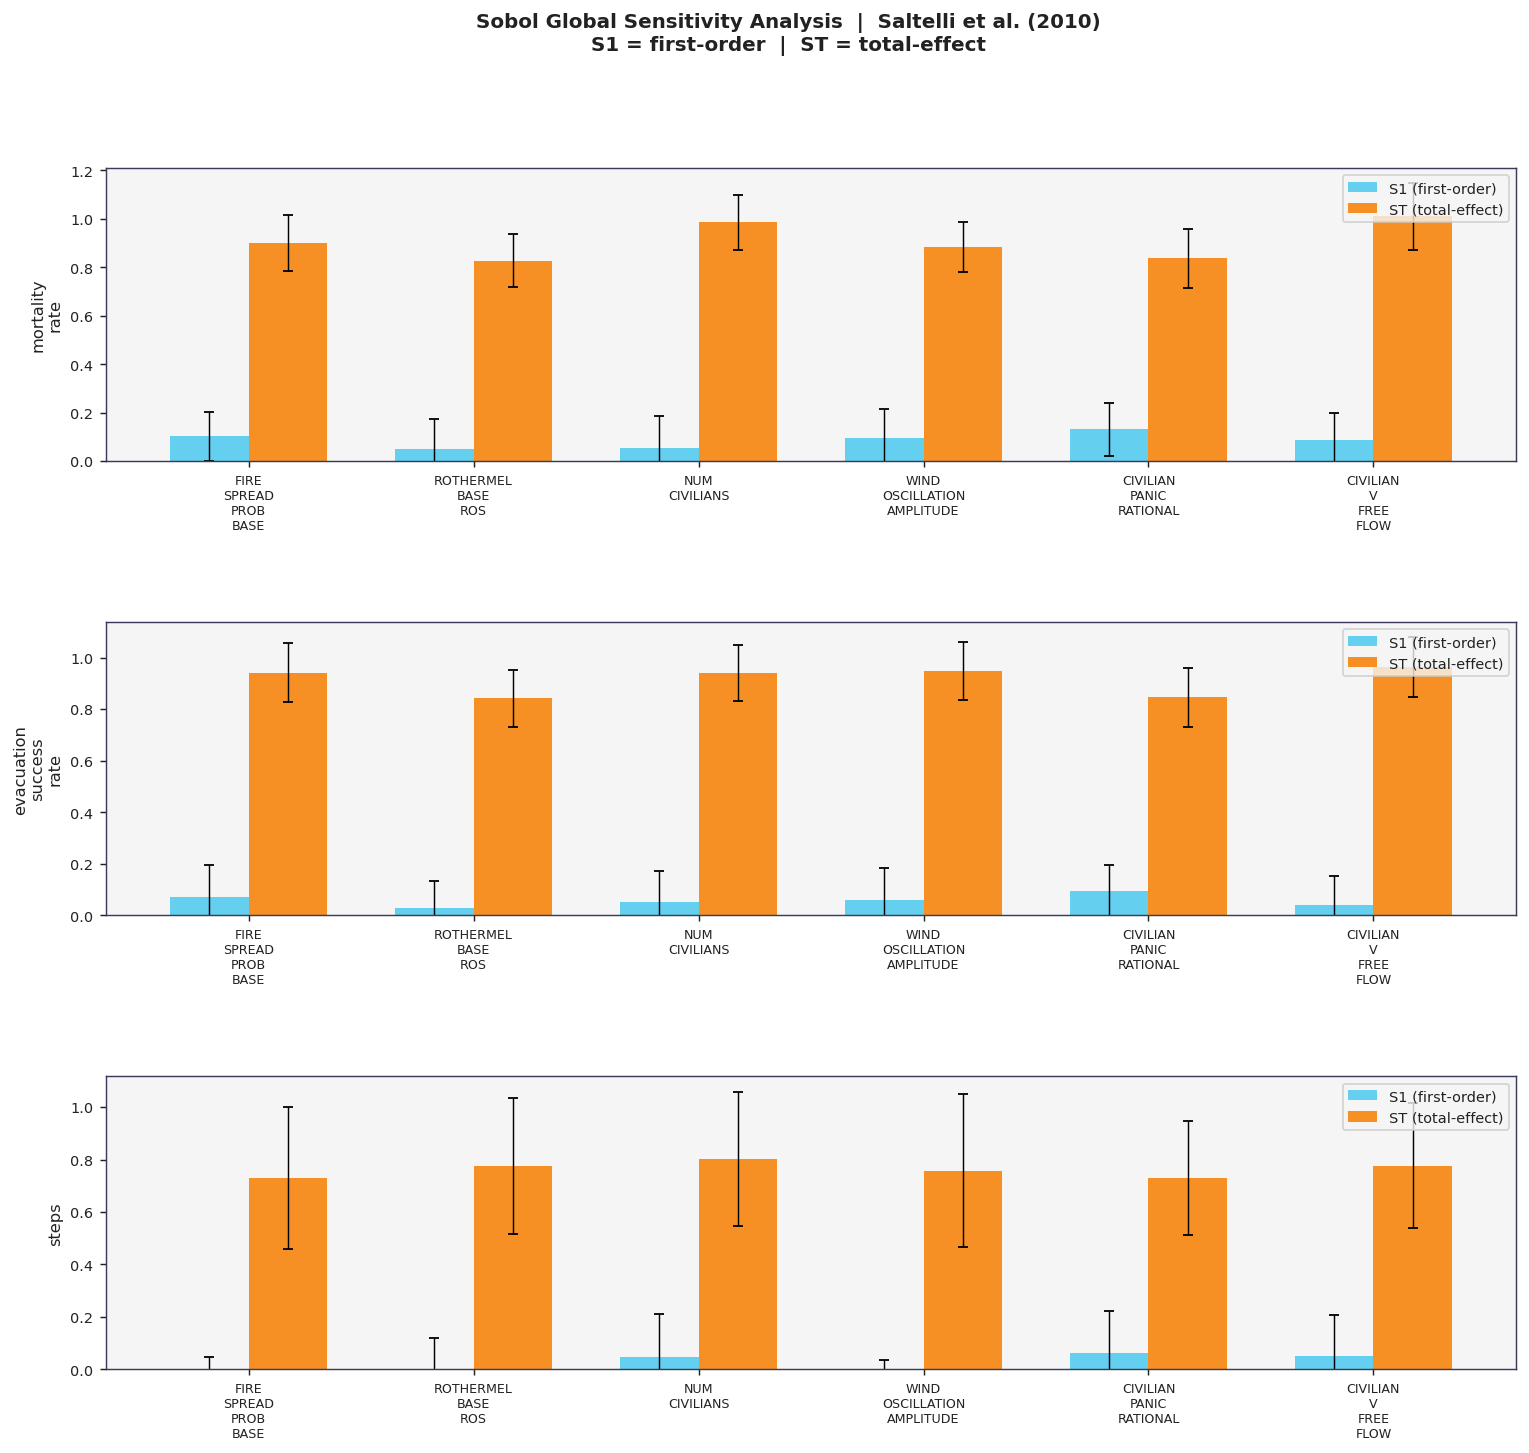 Sobol Global Sensitivity Analysis | Saltelli et al. (2010)
S1 = first-order | ST = total-effect
mortality
rate
1.2
1.0
0.8
0.6
0.4
0.2
0.0
S1 (first-order)
ST (total-effect)
FIRE
SPREAD
PROB
BASE
ROTHERMEL
BASE
ROS
NUM
CIVILIANS
WIND
OSCILLATION
AMPLITUDE
CIVILIAN
PANIC
RATIONAL
CIVILIAN
V
FREE
FLOW
evacuation
success
rate
1.0
0.8
0.6
0.4
0.2
0.0
S1 (first-order)
ST (total-effect)
FIRE
SPREAD
PROB
BASE
ROTHERMEL
BASE
ROS
NUM
CIVILIANS
WIND
OSCILLATION
AMPLITUDE
CIVILIAN
PANIC
RATIONAL
CIVILIAN
V
FREE
FLOW
steps
1.0
0.8
0.6
0.4
0.2
0.0
S1 (first-order)
ST (total-effect)
FIRE
SPREAD
PROB
BASE
ROTHERMEL
BASE
ROS
NUM
CIVILIANS
WIND
OSCILLATION
AMPLITUDE
CIVILIAN
PANIC
RATIONAL
CIVILIAN
V
FREE
FLOW